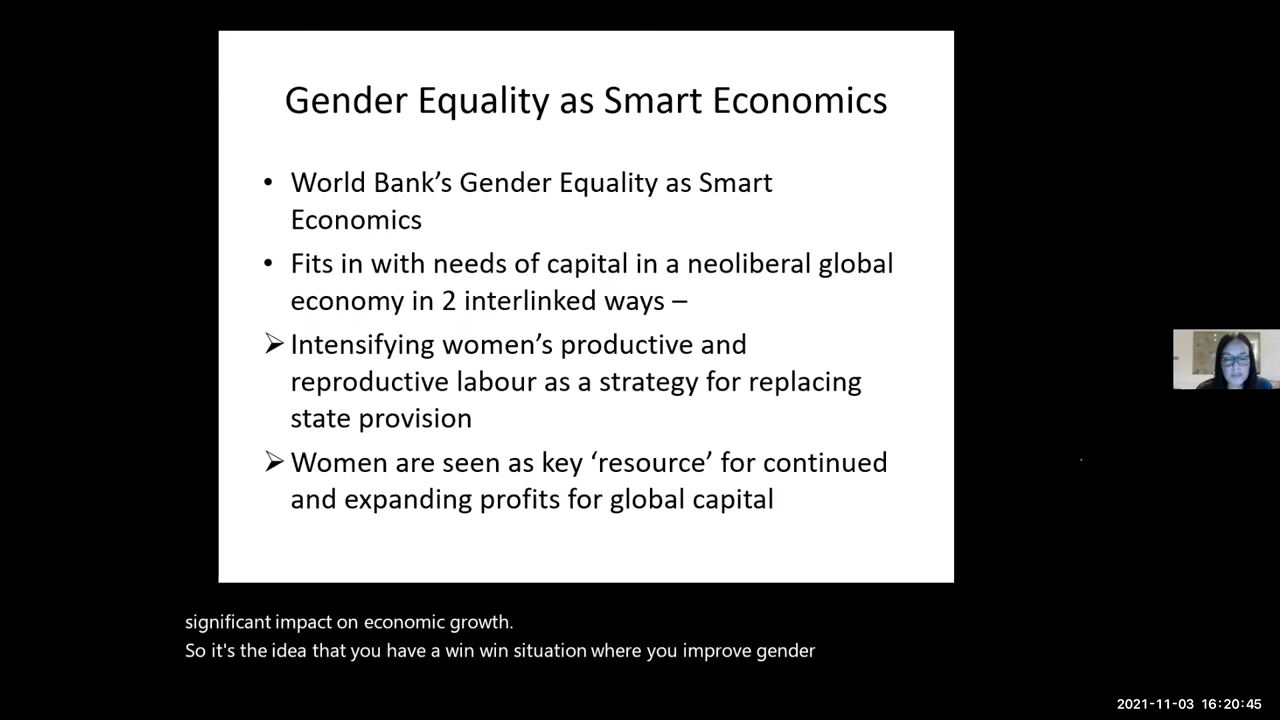 Gender Equality as Smart Economics
• World Bank’s Gender Equality as Smart
Economics
• Fits in with needs of capital in a neoliberal global
economy in 2 interlinked ways –
➢ Intensifying women’s productive and
reproductive labour as a strategy for replacing
state provision
➢ Women are seen as key ‘resource’ for continued
and expanding profits for global capital
significant impact on economic growth.
So it's the idea that you have a win win situation where you improve gender
2021-11-03 16:20:45